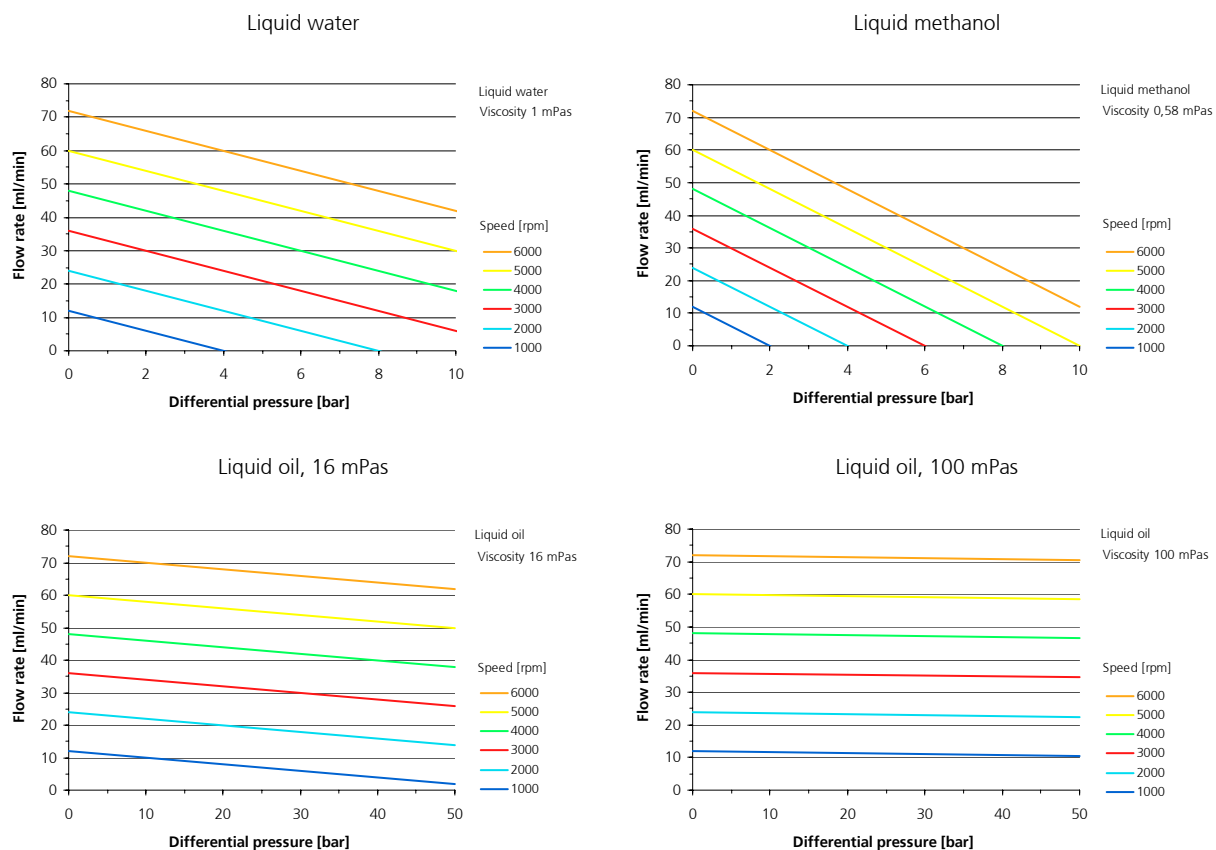 Liquid water
Liquid water
Viscosity 1 mPas
Flow rate [ml/min]
80
70
60
50
40
30
20
10
0
0 2 4 6 8 10
Differential pressure [bar]
Speed [rpm]
6000
5000
4000
3000
2000
1000
Liquid methanol
Liquid methanol
Viscosity 0,58 mPas
Flow rate [ml/min]
80
70
60
50
40
30
20
10
0
0 2 4 6 8 10
Differential pressure [bar]
Speed [rpm]
6000
5000
4000
3000
2000
1000
Liquid oil, 16 mPas
Liquid oil
Viscosity 16 mPas
Flow rate [ml/min]
80
70
60
50
40
30
20
10
0
0 10 20 30 40 50
Differential pressure [bar]
Speed [rpm]
6000
5000
4000
3000
2000
1000
Liquid oil, 100 mPas
Liquid oil
Viscosity 100 mPas
Flow rate [ml/min]
80
70
60
50
40
30
20
10
0
0 10 20 30 40 50
Differential pressure [bar]
Speed [rpm]
6000
5000
4000
3000
2000
1000